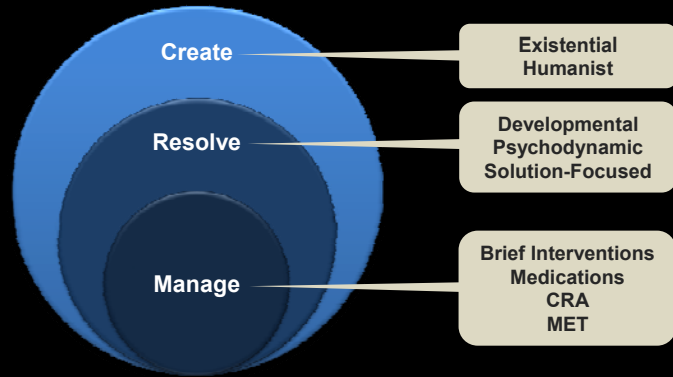 Create
Existential
Humanist
Resolve
Developmental
Psychodynamic
Solution-Focused
Manage
Brief Interventions
Medications
CRA
MET